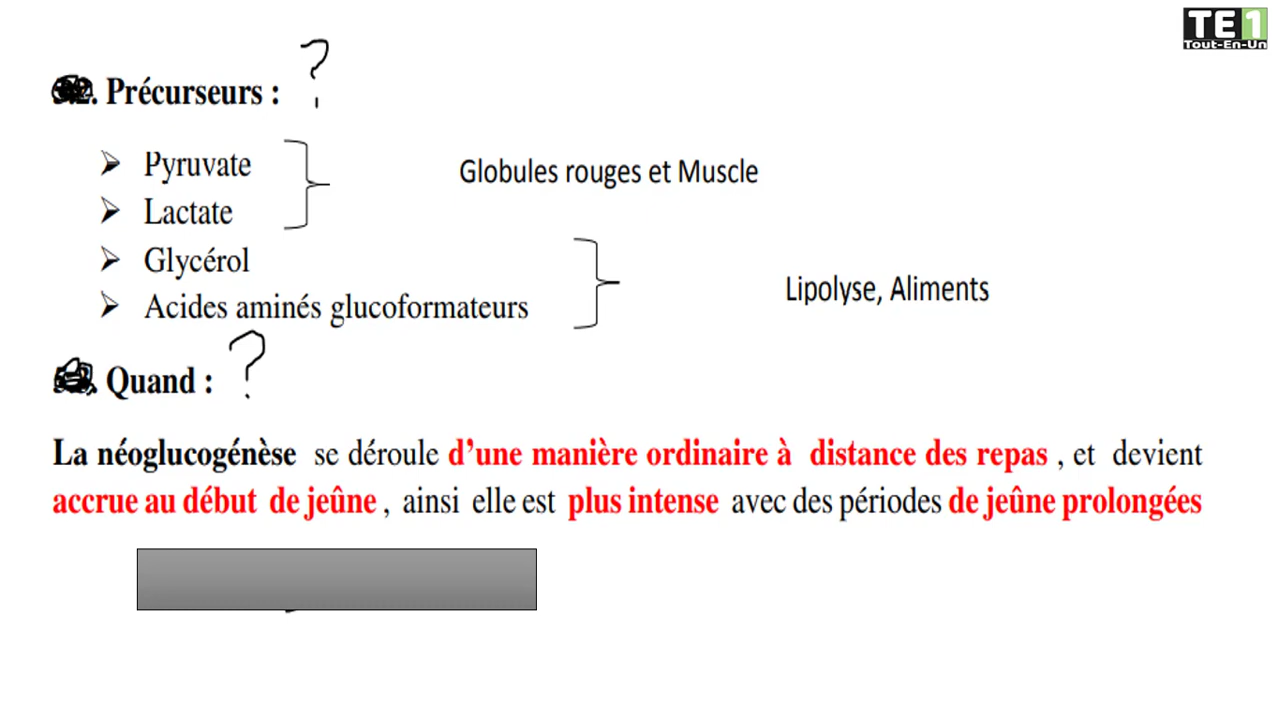 TE1
Tout-En-Un
?
Précurseurs :
Pyruvate
Lactate
Globules rouges et Muscle
Glycérol
Acides aminés glucoformateurs
Lipolyse, Aliments
?
Quand :
La néoglucogénèse se déroule d'une manière ordinaire à distance des repas , et devient
accrue au début de jeûne , ainsi elle est plus intense avec des périodes de jeûne prolongées